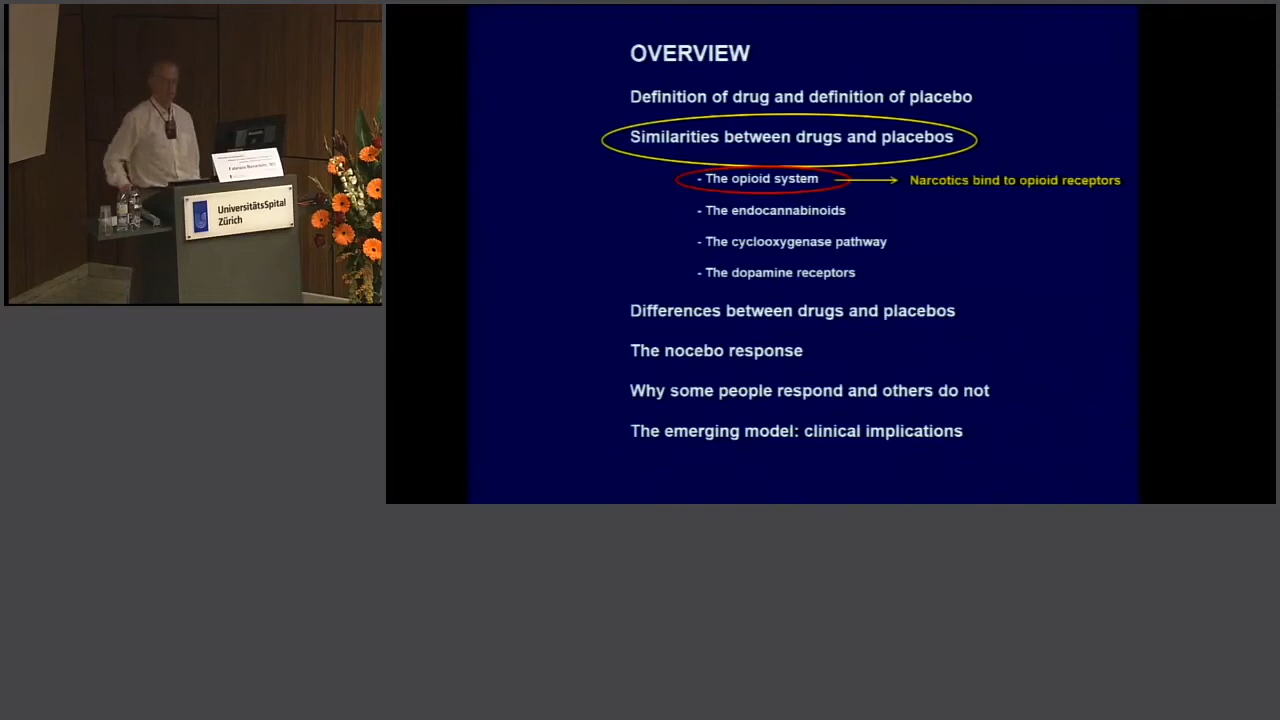 OVERVIEW
Definition of drug and definition of placebo
Similarities between drugs and placebos
- The opioid system
Narcotics bind to opioid receptors
- The endocannabinoids
- The cyclooxygenase pathway
- The dopamine receptors
Differences between drugs and placebos
The nocebo response
Why some people respond and others do not
The emerging model: clinical implications
UniversitätsSpital
Zürich